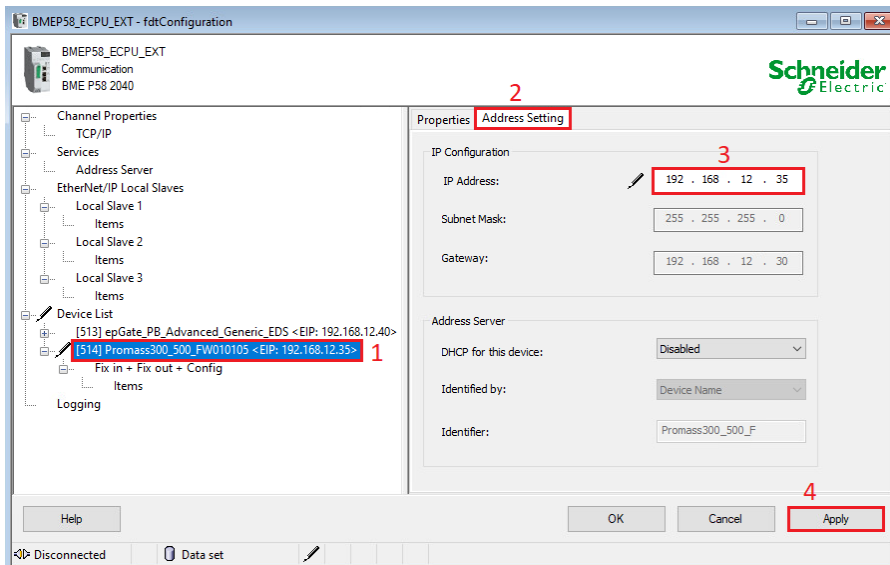 BMEP58_ECPU_EXT - fdtConfiguration
BMEP58_ECPU_EXT
Communication
BME P58 2040
Schneider
Electric
Channel Properties
TCP/IP
Services
Address Server
EtherNet/IP Local Slaves
Local Slave 1
Items
Local Slave 2
Items
Local Slave 3
Items
Device List
[513] epGate_PB_Advanced_Generic_EDS <EIP: 192.168.12.40>
[514] Promass300_500_FW010105 <EIP: 192.168.12.35> 1
Fix in + Fix out + Config
Items
Logging
2
Properties Address Setting
IP Configuration
3
IP Address: 192 . 168 . 12 . 35
Subnet Mask: 255 . 255 . 255 . 0
Gateway: 192 . 168 . 12 . 30
Address Server
DHCP for this device: Disabled
Identified by: Device Name
Identifier: Promass300_500_F
4
Help OK Cancel Apply
Disconnected Data set